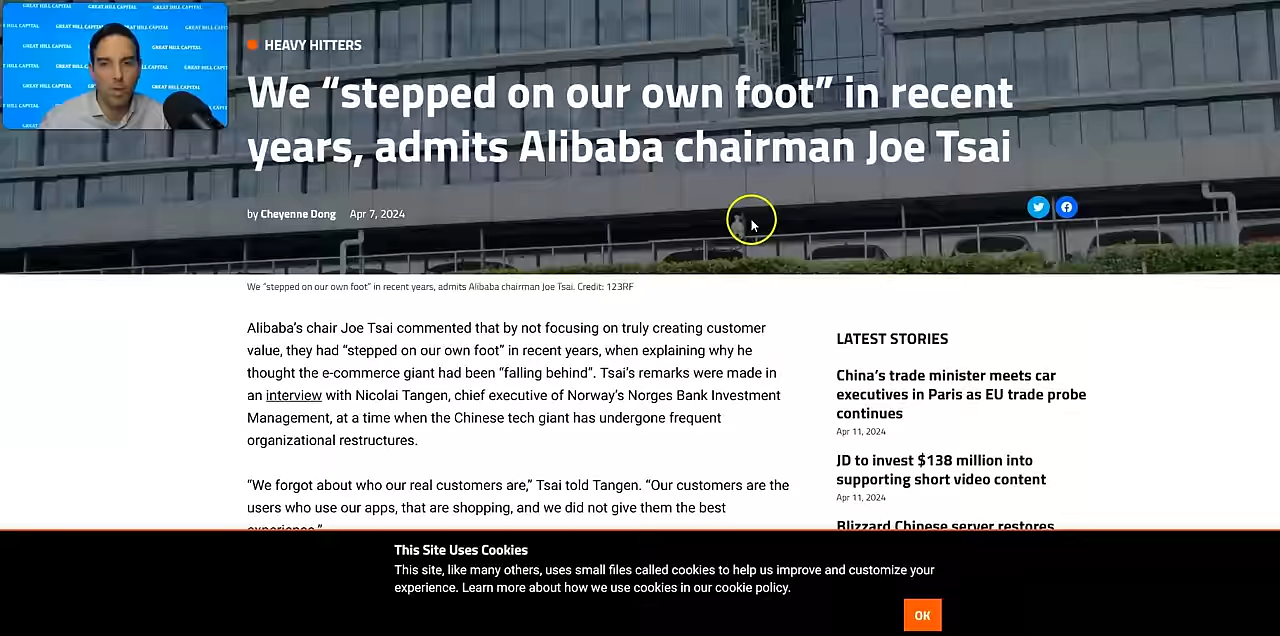 GREAT HILL CAPITAL
HEAVY HITTERS
We “stepped on our own foot” in recent
years, admits Alibaba chairman Joe Tsai
by Cheyenne Dong Apr 7, 2024
We “stepped on our own foot” in recent years, admits Alibaba chairman Joe Tsai. Credit: 123RF
Alibaba’s chair Joe Tsai commented that by not focusing on truly creating customer
value, they had “stepped on our own foot” in recent years, when explaining why he
thought the e-commerce giant had been “falling behind”. Tsai’s remarks were made in
an interview with Nicolai Tangen, chief executive of Norway’s Norges Bank Investment
Management, at a time when the Chinese tech giant has undergone frequent
organizational restructures.
“We forgot about who our real customers are,” Tsai told Tangen. “Our customers are the
users who use our apps, that are shopping, and we did not give them the best
experience.”
LATEST STORIES
China’s trade minister meets car
executives in Paris as EU trade probe
continues
Apr 11, 2024
JD to invest $138 million into
supporting short video content
Apr 11, 2024
Blizzard Chinese server restores
This Site Uses Cookies
This site, like many others, uses small files called cookies to help us improve and customize your
experience. Learn more about how we use cookies in our cookie policy.
OK